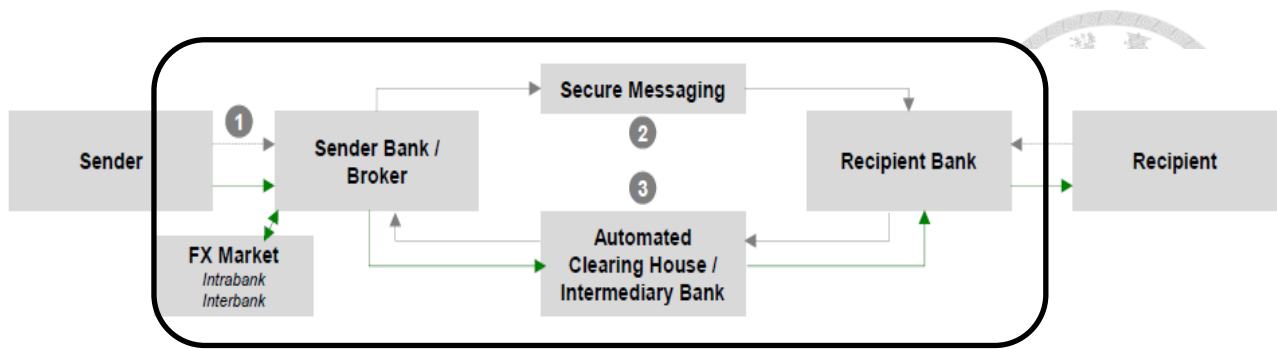 Secure Messaging
1
2
Sender
Sender Bank /
Broker
Recipient Bank
Recipient
3
FX Market
Intrabank
Interbank
Automated
Clearing House /
Intermediary Bank